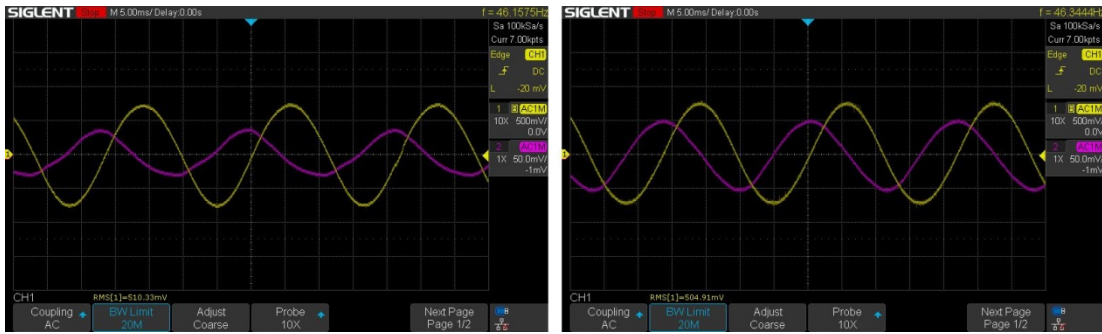 SIGLENT Stop M 5.00ms/ Delay:0.00s f = 46.1575Hz
Sa 100kSa/s
Curr 7.00kpts
Edge CH1
DC
L -20 mV
1 B AC1M
10X 500mV/
0.0V
2 AC1M
1X 50.0mV/
-1mV
1
CH1 RMS[1]=510.33mV
Coupling BW Limit Adjust Probe Next Page
AC 20M Coarse 10X Page 1/2
SIGLENT Stop M 5.00ms/ Delay:0.00s f = 46.3444Hz
Sa 100kSa/s
Curr 7.00kpts
Edge CH1
DC
L -20 mV
1 B AC1M
10X 500mV/
0.0V
2 AC1M
1X 50.0mV/
-1mV
1
CH1 RMS[1]=504.91mV
Coupling BW Limit Adjust Probe Next Page
AC 20M Coarse 10X Page 1/2